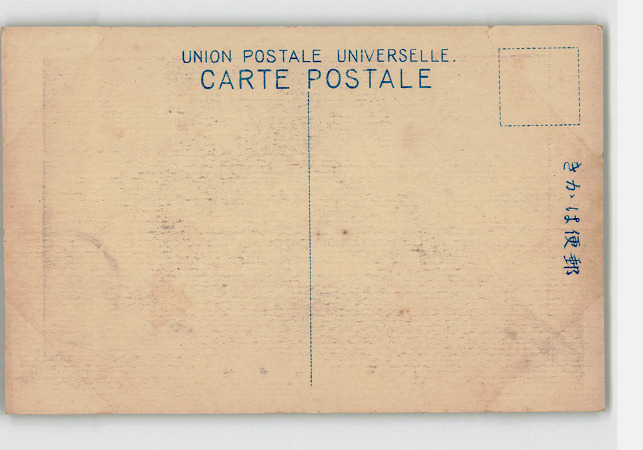 UNION POSTALE UNIVERSELLE.
CARTE POSTALE
きかは便郵